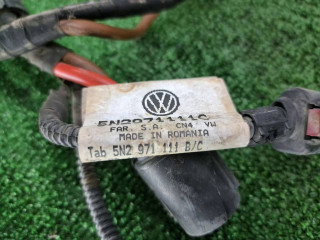 5N2971111C
FAR. S.A. CN4 VW
MADE IN ROMANIA
Tab 5N2 971 111 B/C